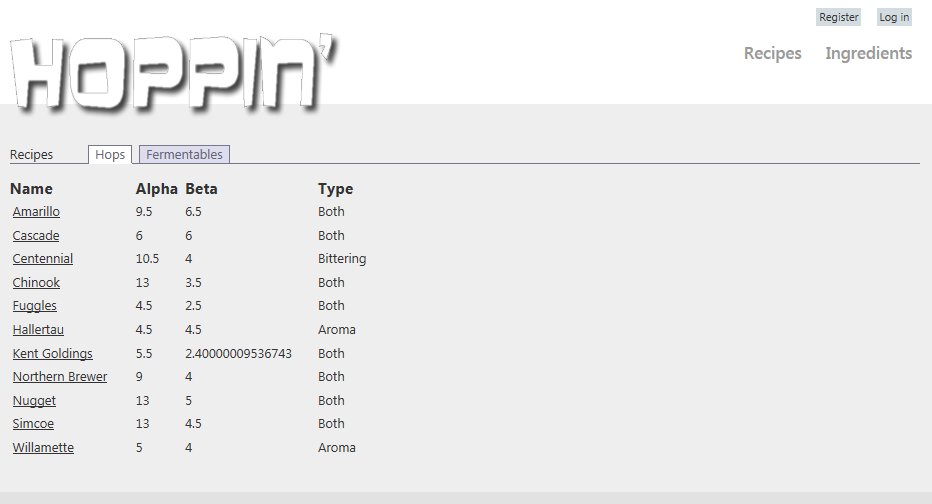 Register Log in
HOPPIN'
Recipes Ingredients
Recipes Hops Fermentables
Name Alpha Beta Type
Amarillo 9.5 6.5 Both
Cascade 6 6 Both
Centennial 10.5 4 Bittering
Chinook 13 3.5 Both
Fuggles 4.5 2.5 Both
Hallertau 4.5 4.5 Aroma
Kent Goldings 5.5 2.40000009536743 Both
Northern Brewer 9 4 Both
Nugget 13 5 Both
Simcoe 13 4.5 Both
Willamette 5 4 Aroma